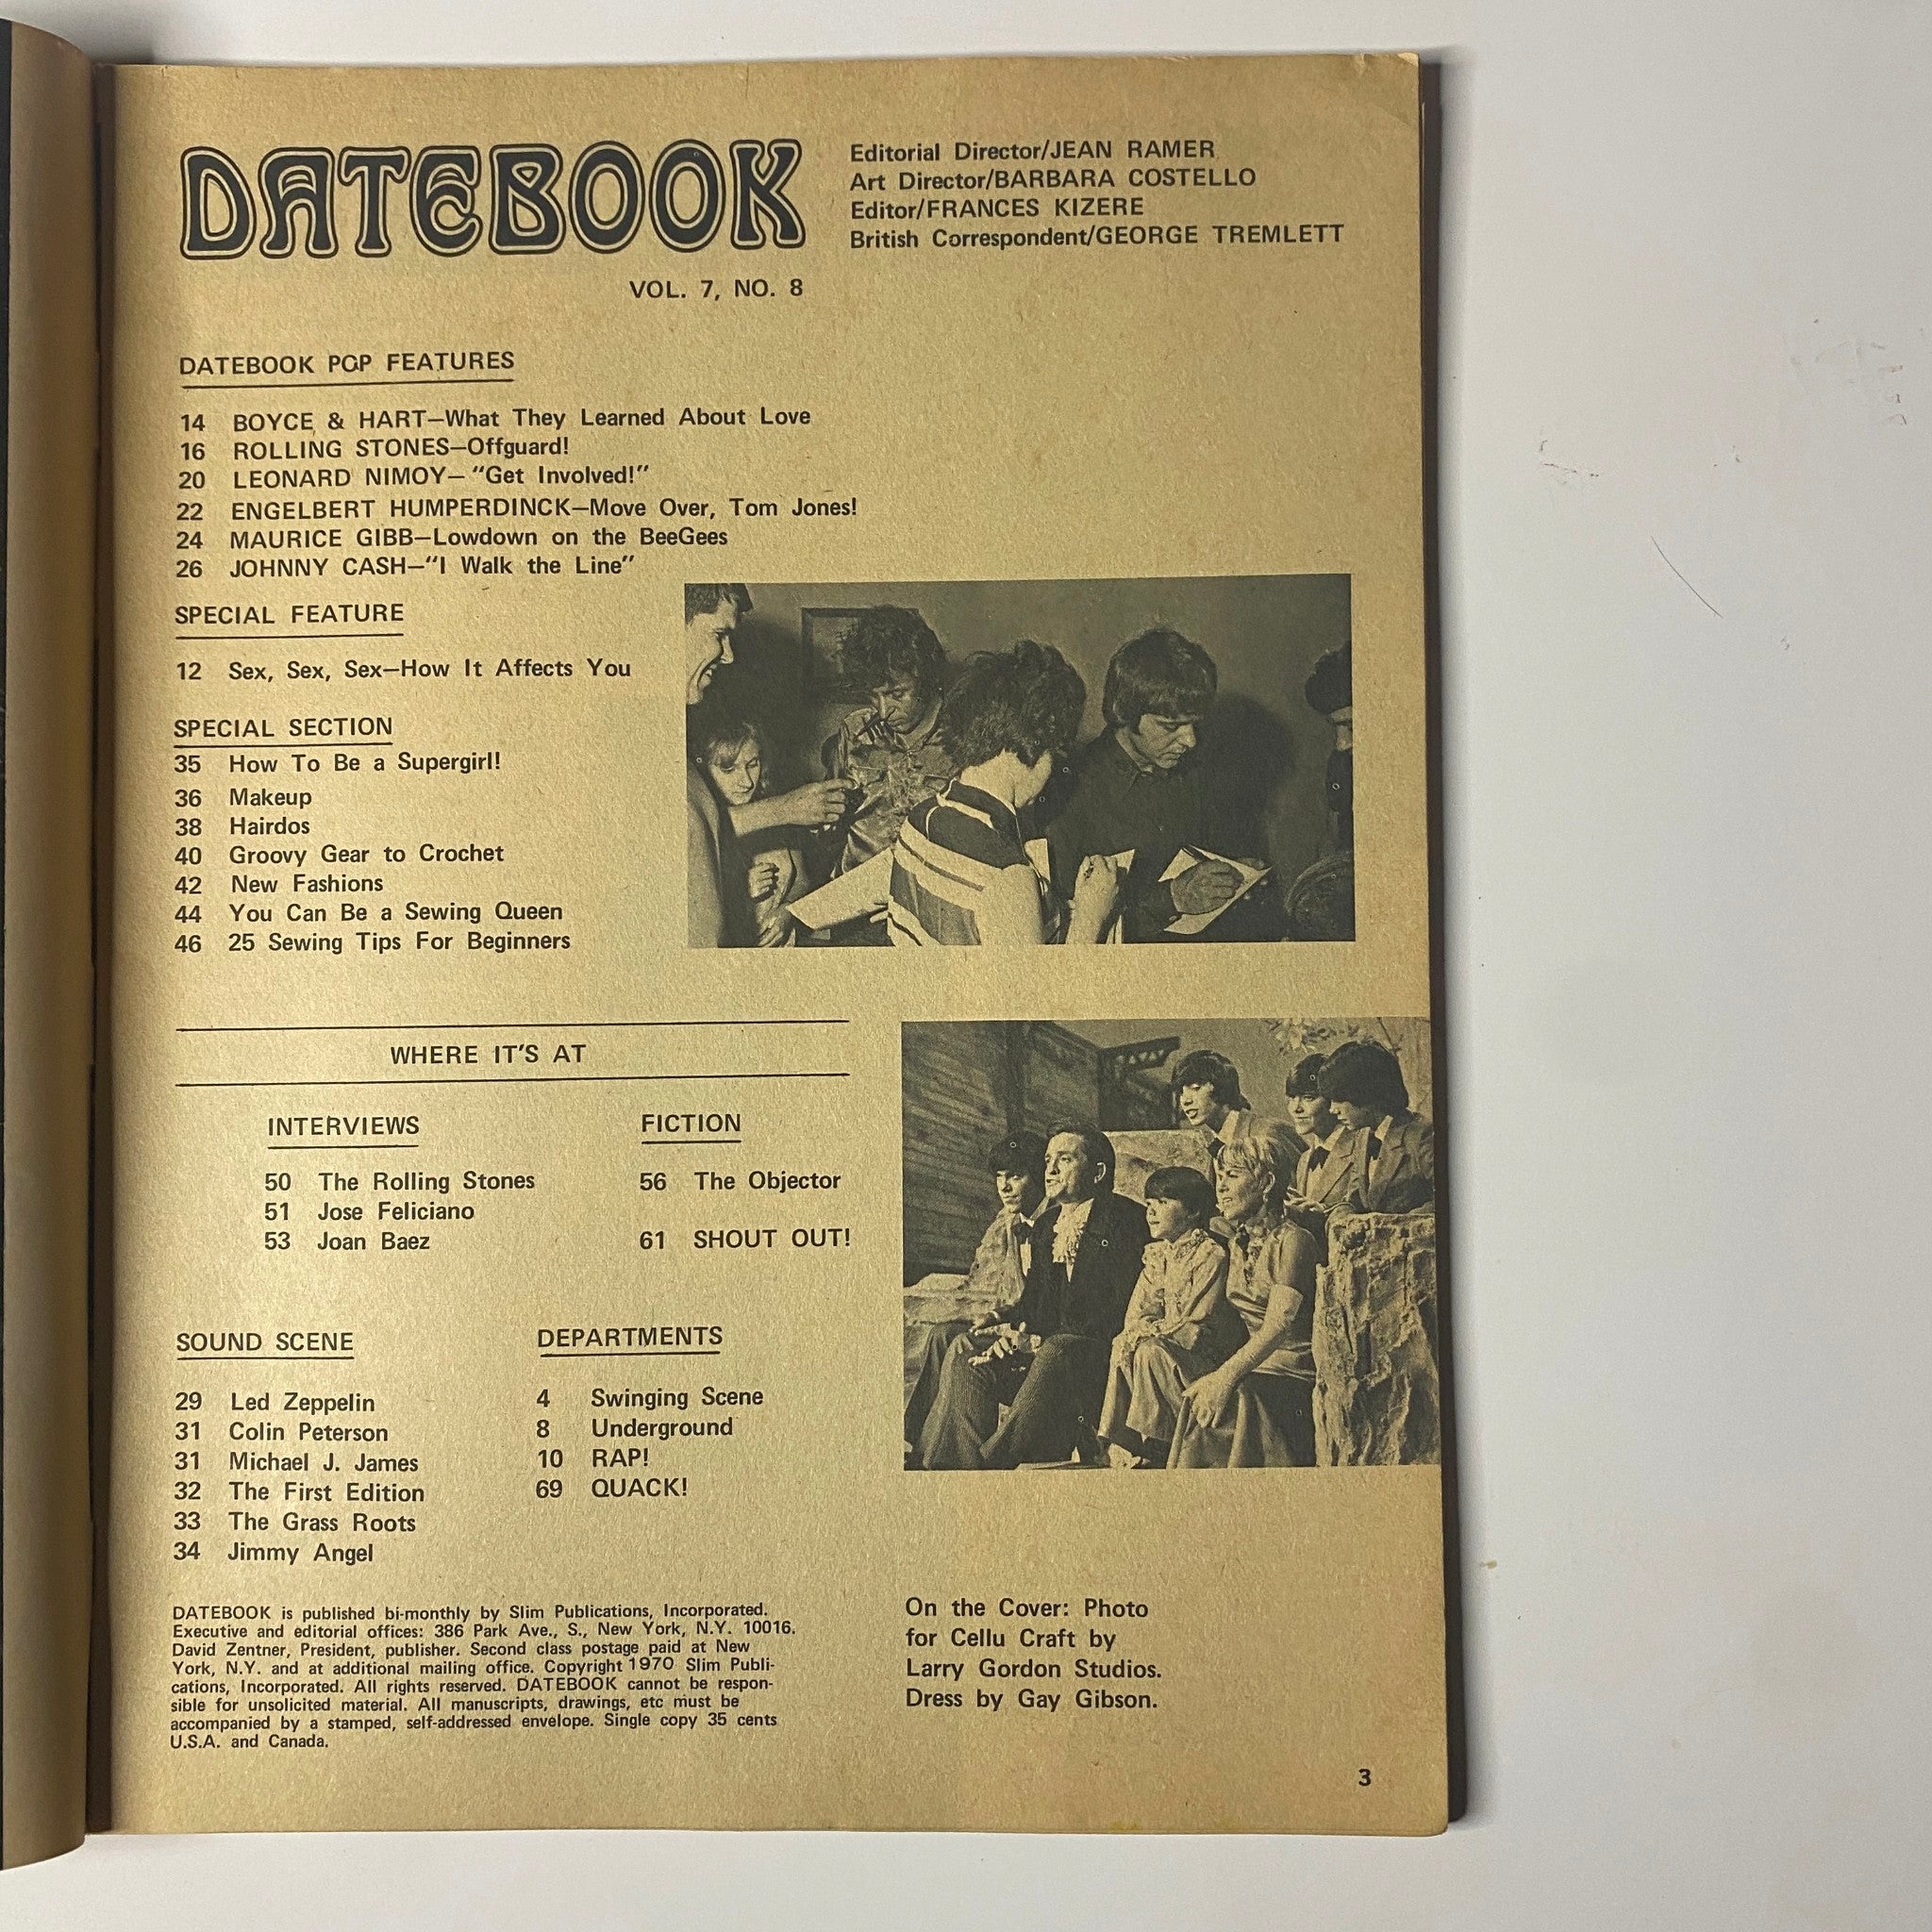 DATEBOOK
VOL. 7, NO. 8
Editorial Director/JEAN RAMER
Art Director/BARBARA COSTELLO
Editor/FRANCES KIZERE
British Correspondent/GEORGE TREMLETT
DATEBOOK POP FEATURES
14 BOYCE & HART—What They Learned About Love
16 ROLLING STONES—Offguard!
20 LEONARD NIMOY— “Get Involved!”
22 ENGELBERT HUMPERDINCK—Move Over, Tom Jones!
24 MAURICE GIBB—Lowdown on the BeeGees
26 JOHNNY CASH—“I Walk the Line”
SPECIAL FEATURE
12 Sex, Sex, Sex—How It Affects You
SPECIAL SECTION
35 How To Be a Supergirl!
36 Makeup
38 Hairdos
40 Groovy Gear to Crochet
42 New Fashions
44 You Can Be a Sewing Queen
46 25 Sewing Tips For Beginners
WHERE IT'S AT
INTERVIEWS
50 The Rolling Stones
51 Jose Feliciano
53 Joan Baez
FICTION
56 The Objector
61 SHOUT OUT!
SOUND SCENE
29 Led Zeppelin
31 Colin Peterson
31 Michael J. James
32 The First Edition
33 The Grass Roots
34 Jimmy Angel
DEPARTMENTS
4 Swinging Scene
8 Underground
10 RAP!
69 QUACK!
DATEBOOK is published bi-monthly by Slim Publications, Incorporated.
Executive and editorial offices: 386 Park Ave., S., New York, N.Y. 10016.
David Zentner, President, publisher. Second class postage paid at New
York, N.Y. and at additional mailing office. Copyright 1970 Slim Publi-
cations, Incorporated. All rights reserved. DATEBOOK cannot be respon-
sible for unsolicited material. All manuscripts, drawings, etc must be
accompanied by a stamped, self-addressed envelope. Single copy 35 cents
U.S.A. and Canada.
On the Cover: Photo
for Cellu Craft by
Larry Gordon Studios.
Dress by Gay Gibson.
3